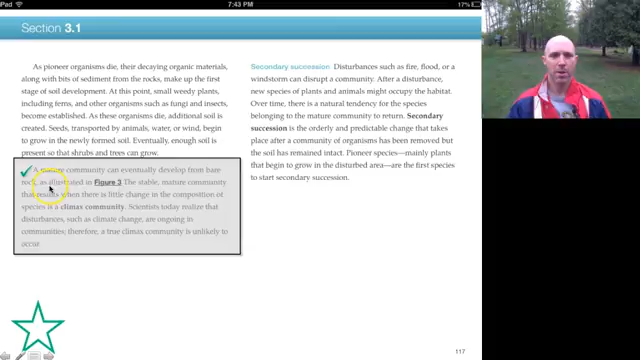 Pad
7:43 PM
17%
Section 3.1
As pioneer organisms die, their decaying organic materials,
along with bits of sediment from the rocks, make up the first
stage of soil development. At this point, small weedy plants,
including ferns, and other organisms such as fungi and insects,
become established. As these organisms die, additional soil is
created. Seeds, transported by animals, water, or wind, begin
to grow in the newly formed soil. Eventually, enough soil is
present so that shrubs and trees can grow.
A mature community can eventually develop from bare
rock, as illustrated in Figure 3 The stable, mature community
that results when there is little change in the composition of
species is a climax community. Scientists today realize that
disturbances, such as climate change, are ongoing in
communities; therefore, a true climax community is unlikely to
occur.
Secondary succession Disturbances such as fire, flood, or a
windstorm can disrupt a community. After a disturbance,
new species of plants and animals might occupy the habitat.
Over time, there is a natural tendency for the species
belonging to the mature community to return. Secondary
succession is the orderly and predictable change that takes
place after a community of organisms has been removed but
the soil has remained intact. Pioneer species—mainly plants
that begin to grow in the disturbed area—are the first species
to start secondary succession.
117